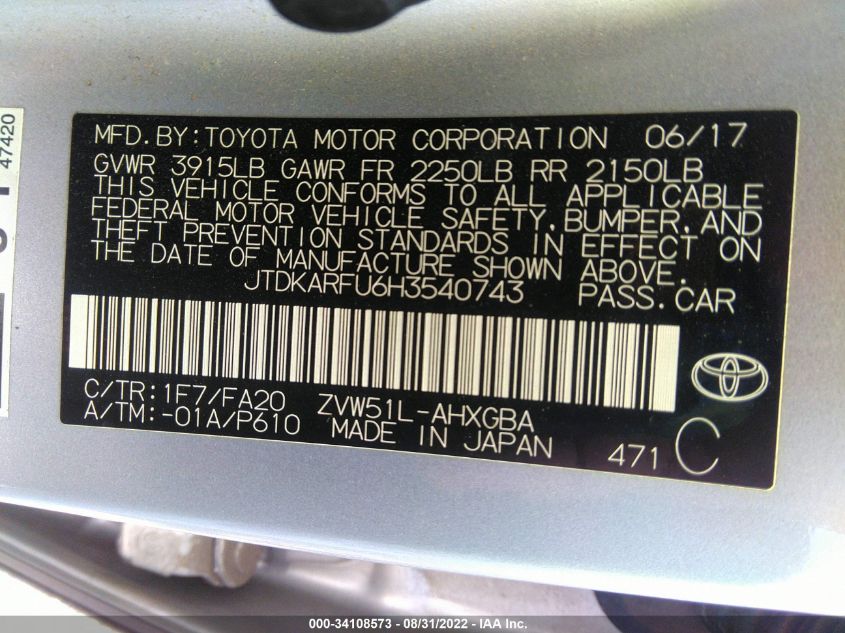 MFD.BY:TOYOTA MOTOR CORPORATION 06/17
GVWR 3915LB GAWR FR 2250LB RR 2150LB
THIS VEHICLE CONFORMS TO ALL APPLICABLE
FEDERAL MOTOR VEHICLE SAFETY,BUMPER,AND
THEFT PREVENTION STANDARDS IN EFFECT ON
THE DATE OF MANUFACTURE SHOWN ABOVE.
JTDKARFU6H3540743 PASS.CAR
C/TR:1F7/FA20 ZVW51L-AHXGBA
A/TM:-01A/P610 MADE IN JAPAN
471 C
47420
000-34108573 - 08/31/2022 - IAA Inc.